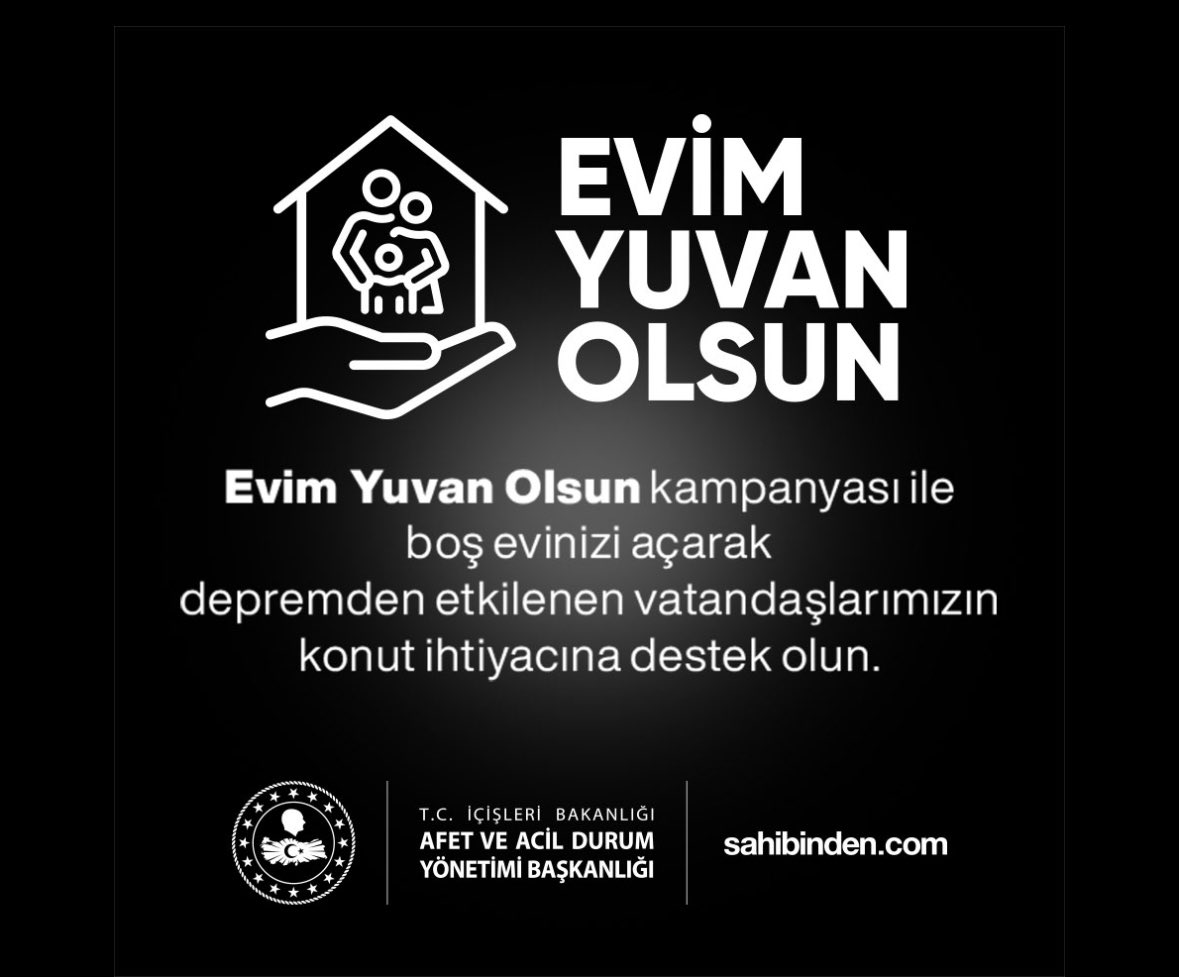 EVİM
YUVAN
OLSUN
Evim Yuvan Olsun kampanyası ile
boş evinizi açarak
depremden etkilenen vatandaşlarımızın
konut ihtiyacına destek olun.
T.C. İÇİŞLERİ BAKANLIĞI
AFET VE ACİL DURUM
YÖNETİMİ BAŞKANLIĞI
sahibinden.com